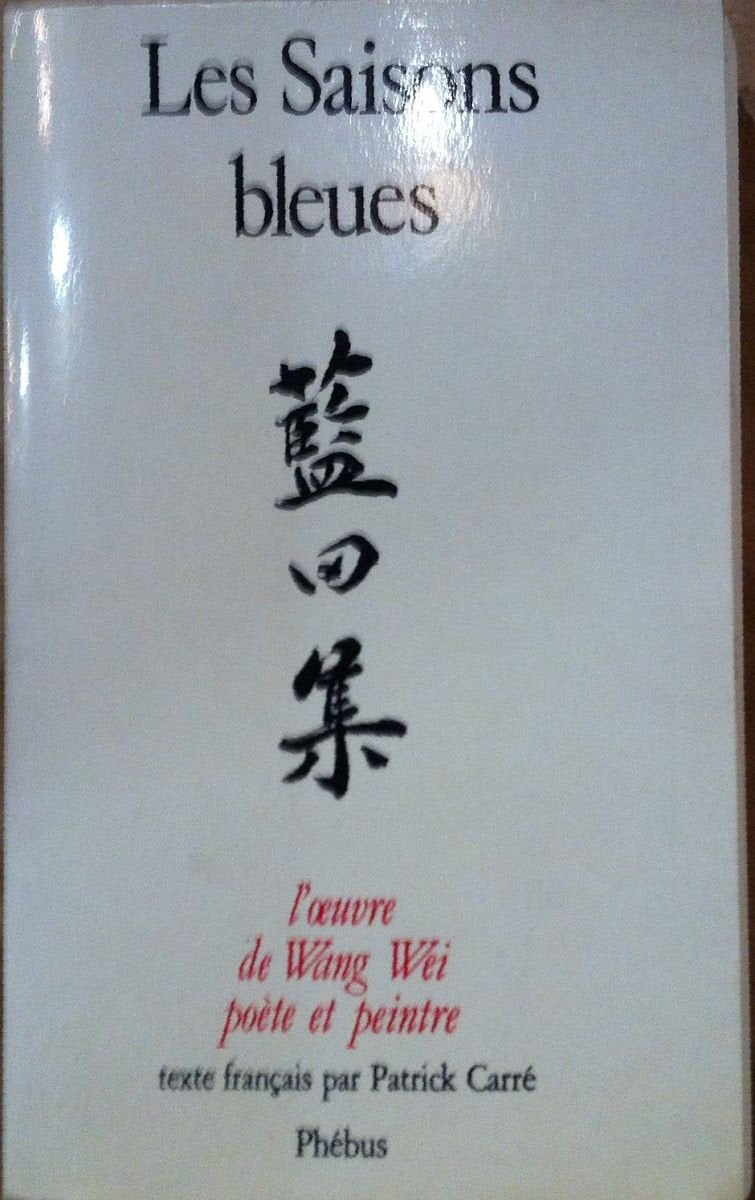 Les Saisons
bleues
藍田集
l'œuvre
de Wang Wei
poète et peintre
texte français par Patrick Carré
Phébus